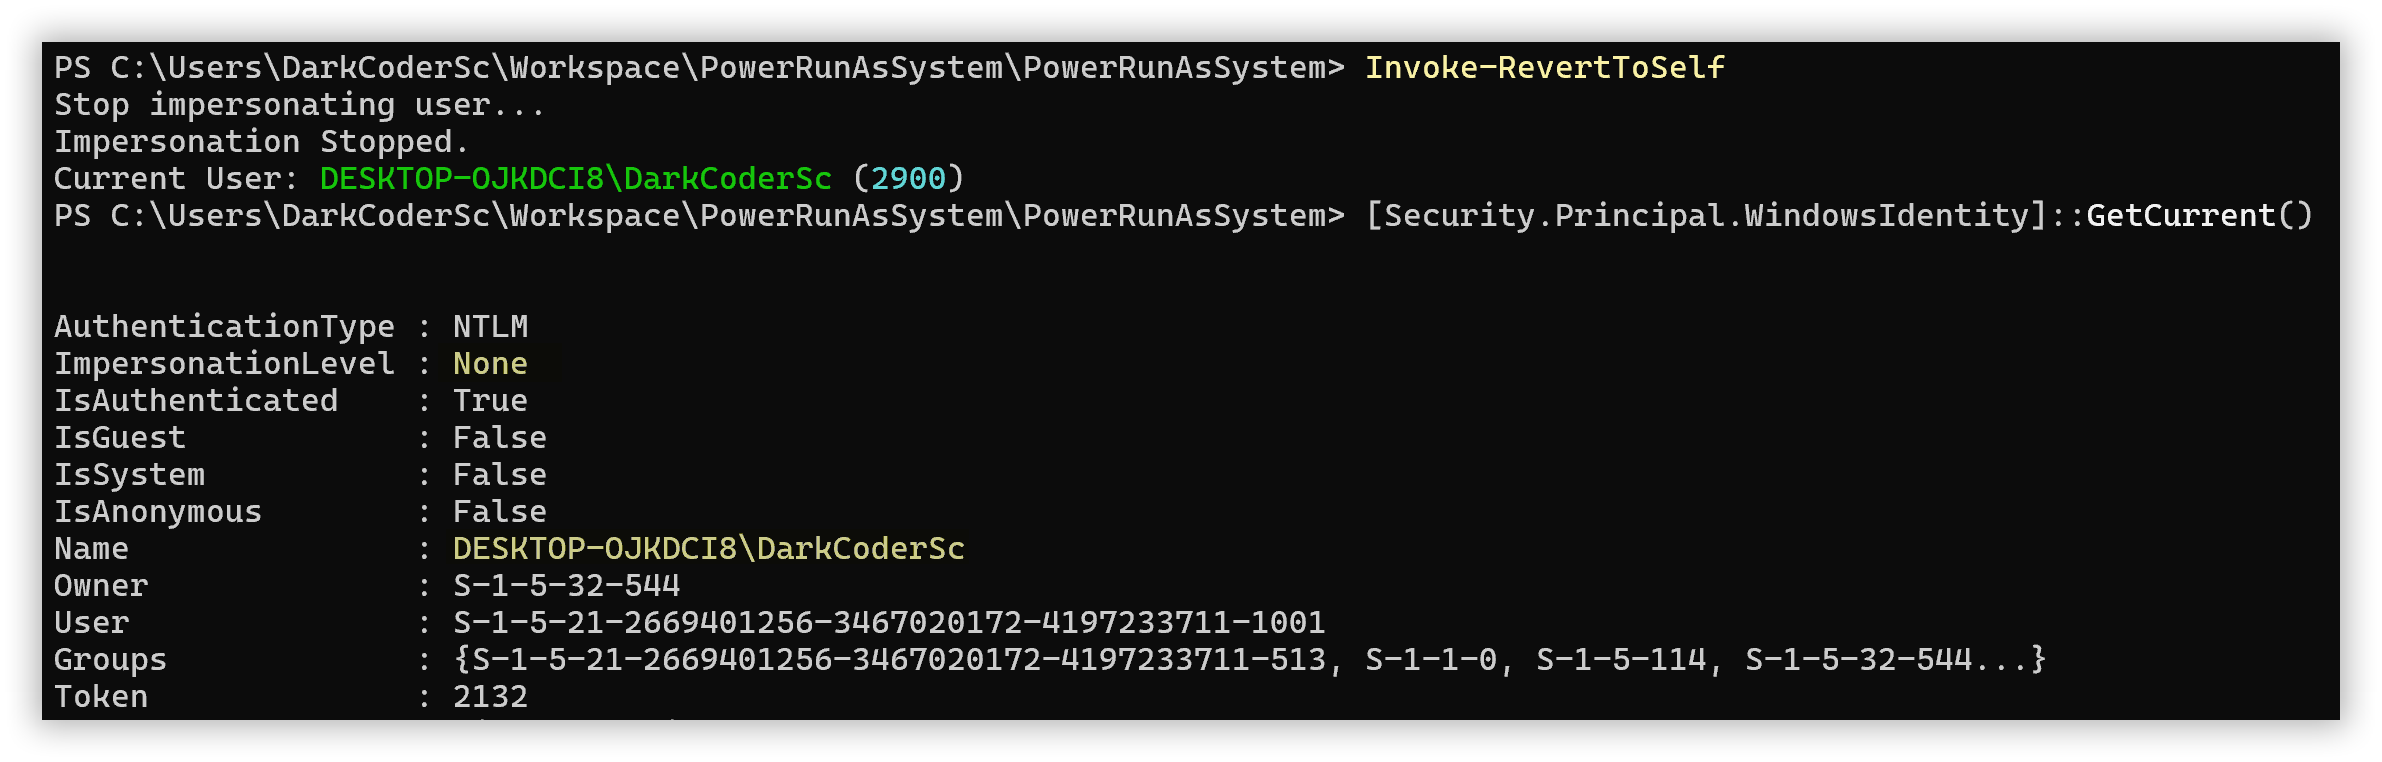 PS C:\Users\DarkCoderSc\Workspace\PowerRunAsSystem\PowerRunAsSystem> Invoke-RevertToSelf
Stop impersonating user...
Impersonation Stopped.
Current User: DESKTOP-OJKDCI8\DarkCoderSc (2900)
PS C:\Users\DarkCoderSc\Workspace\PowerRunAsSystem\PowerRunAsSystem> [Security.Principal.WindowsIdentity]::GetCurrent()
AuthenticationType : NTLM
ImpersonationLevel : None
IsAuthenticated    : True
IsGuest            : False
IsSystem           : False
IsAnonymous        : False
Name               : DESKTOP-OJKDCI8\DarkCoderSc
Owner              : S-1-5-32-544
User               : S-1-5-21-2669401256-3467020172-4197233711-1001
Groups             : {S-1-5-21-2669401256-3467020172-4197233711-513, S-1-1-0, S-1-5-114, S-1-5-32-544...}
Token              : 2132